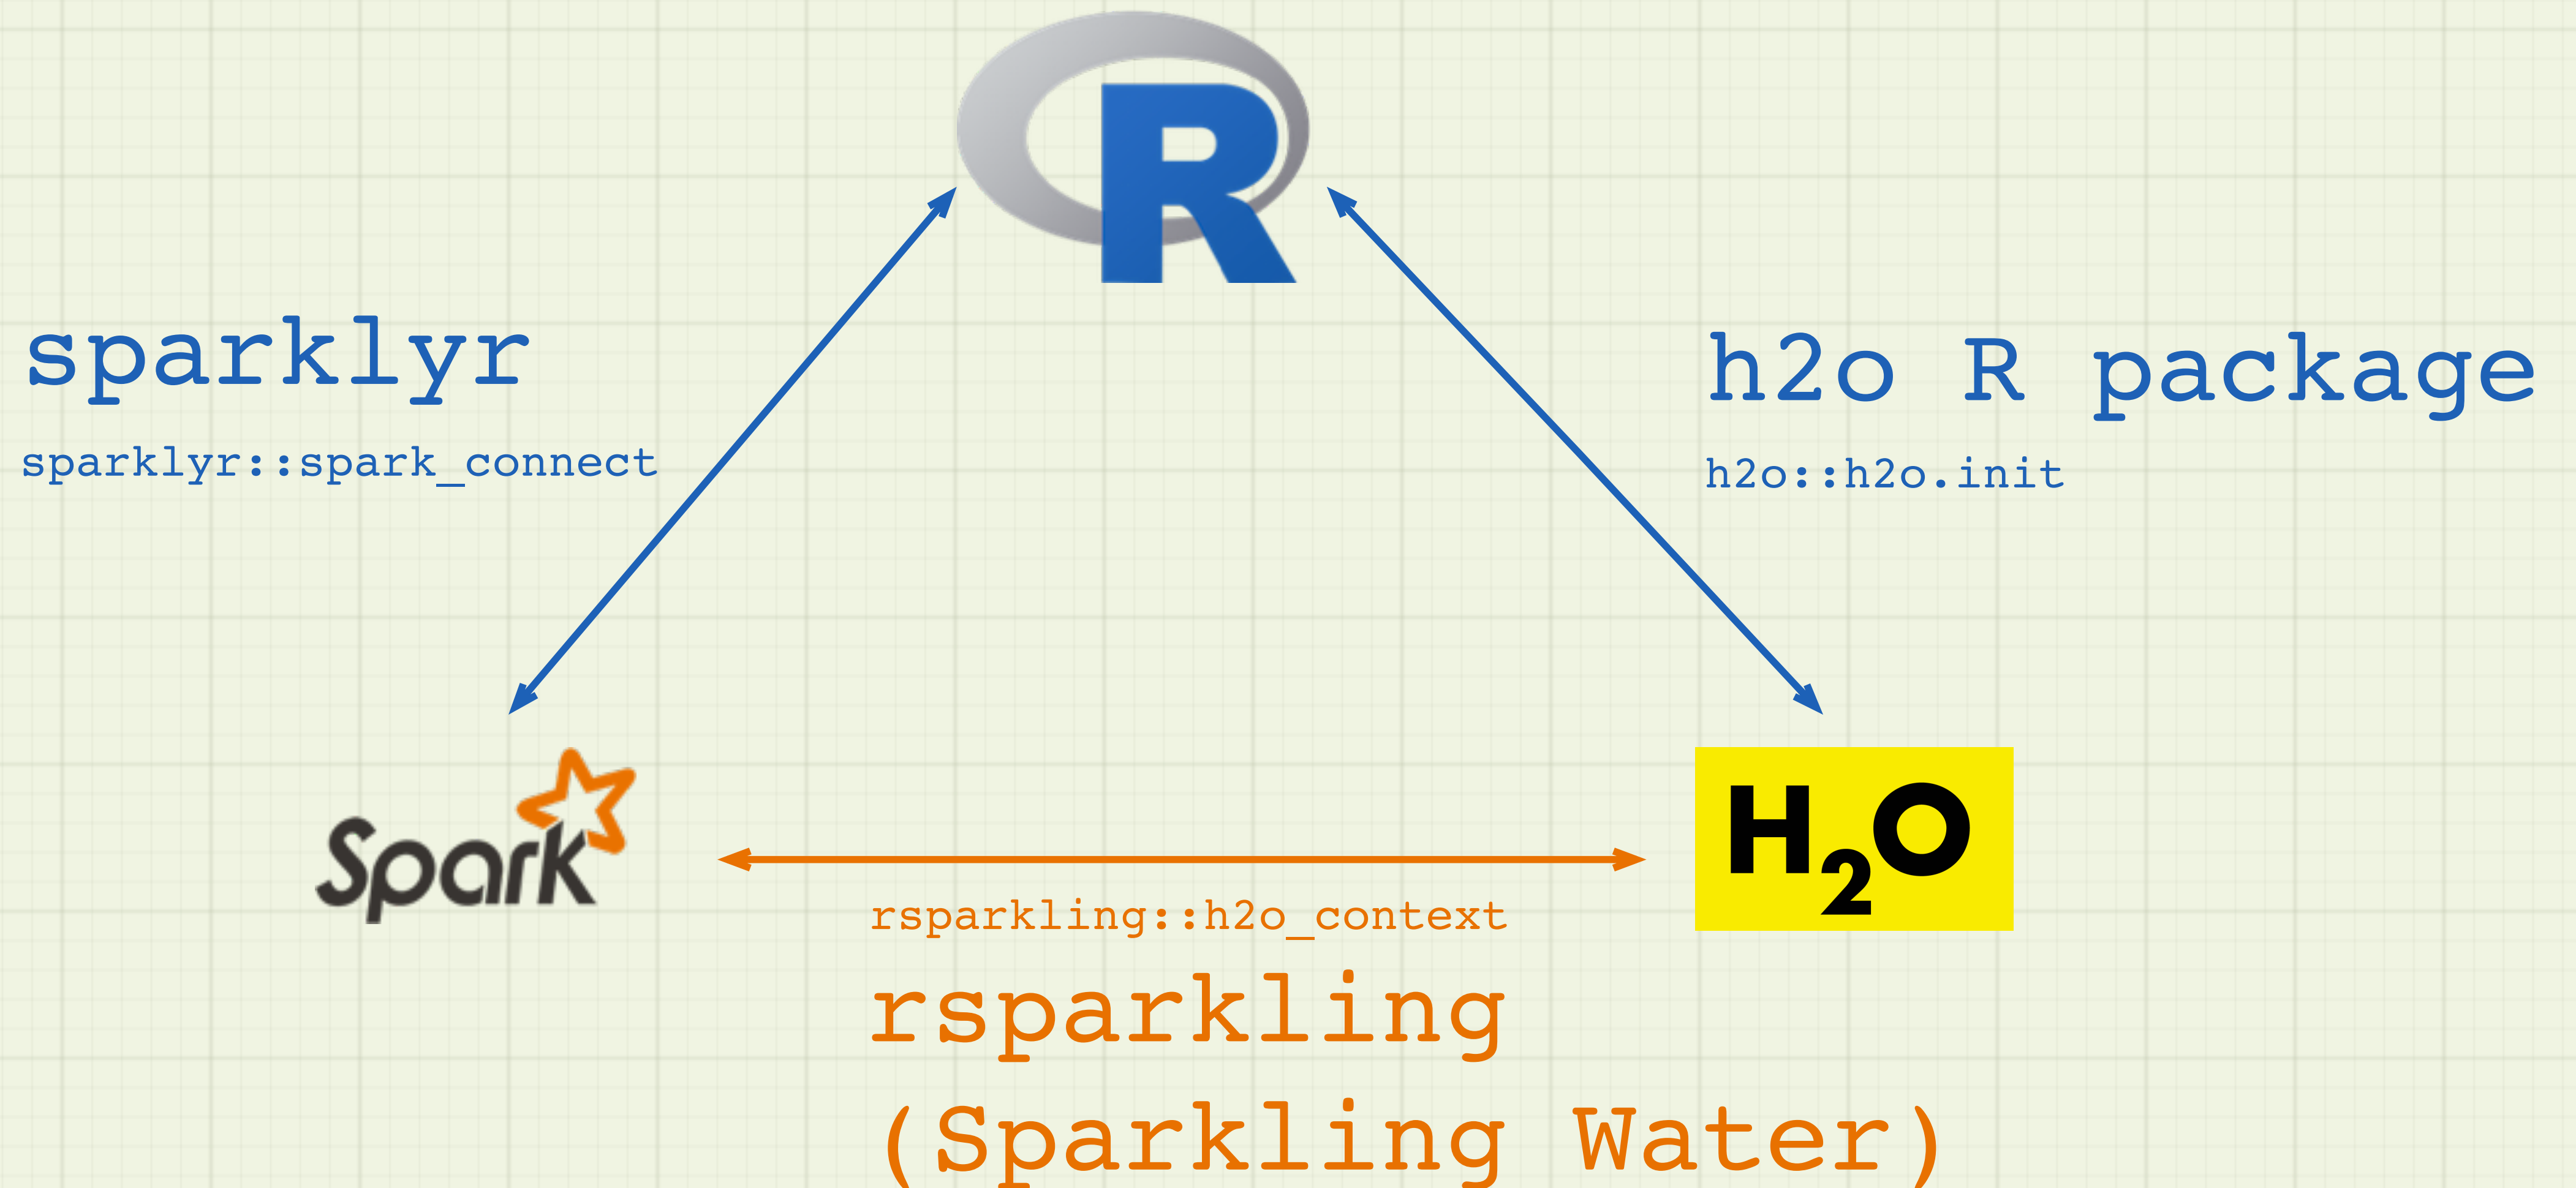 R
sparklyr
sparklyr::spark_connect
h2o R package
h2o::h2o.init
Spark
H2O
rsparkling::h2o_context
rsparkling
(Sparkling Water)